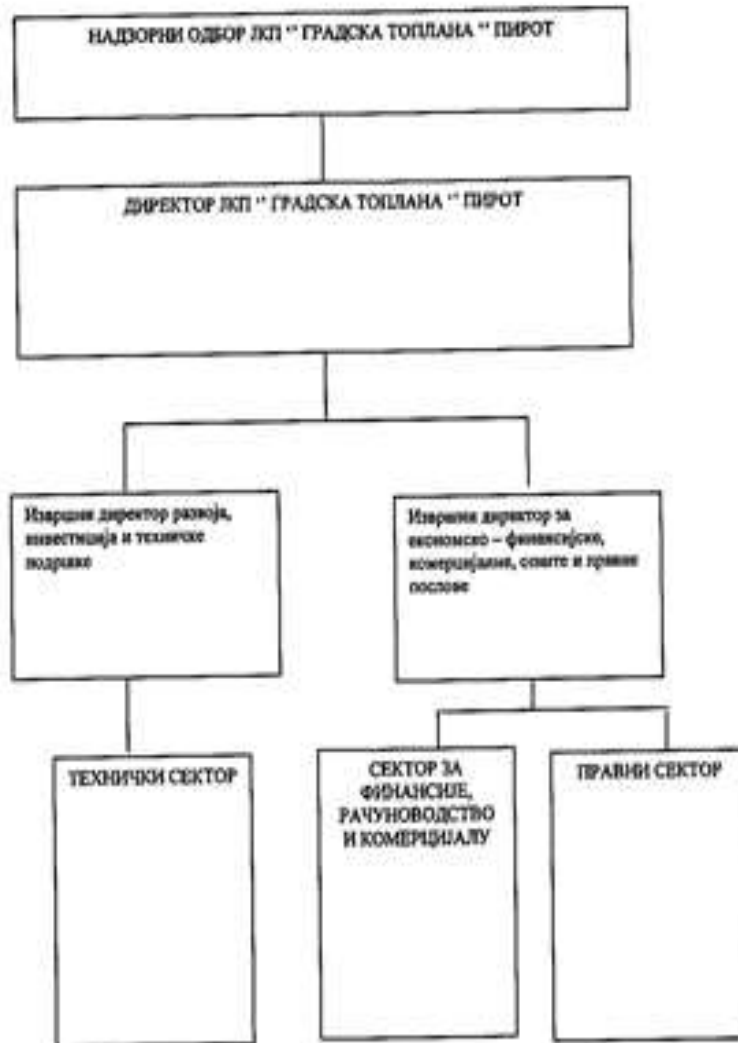 НАДЗОРНИ ОДБОР ЈКП " ГРАДСКА ТОПЛАНА " ПИРОТ
ДИРЕКТОР ЈКП " ГРАДСКА ТОПЛАНА " ПИРОТ
Извршни директор развоја,
инвестиција и техничке
подршке
Извршни директор за
економско – финансијске,
комерцијалне, опште и правне
послове
ТЕХНИЧКИ СЕКТОР
СЕКТОР ЗА
ФИНАНСИЈЕ,
РАЧУНОВОДСТВО
И КОМЕРЦИЈАЛУ
ПРАВНИ СЕКТОР